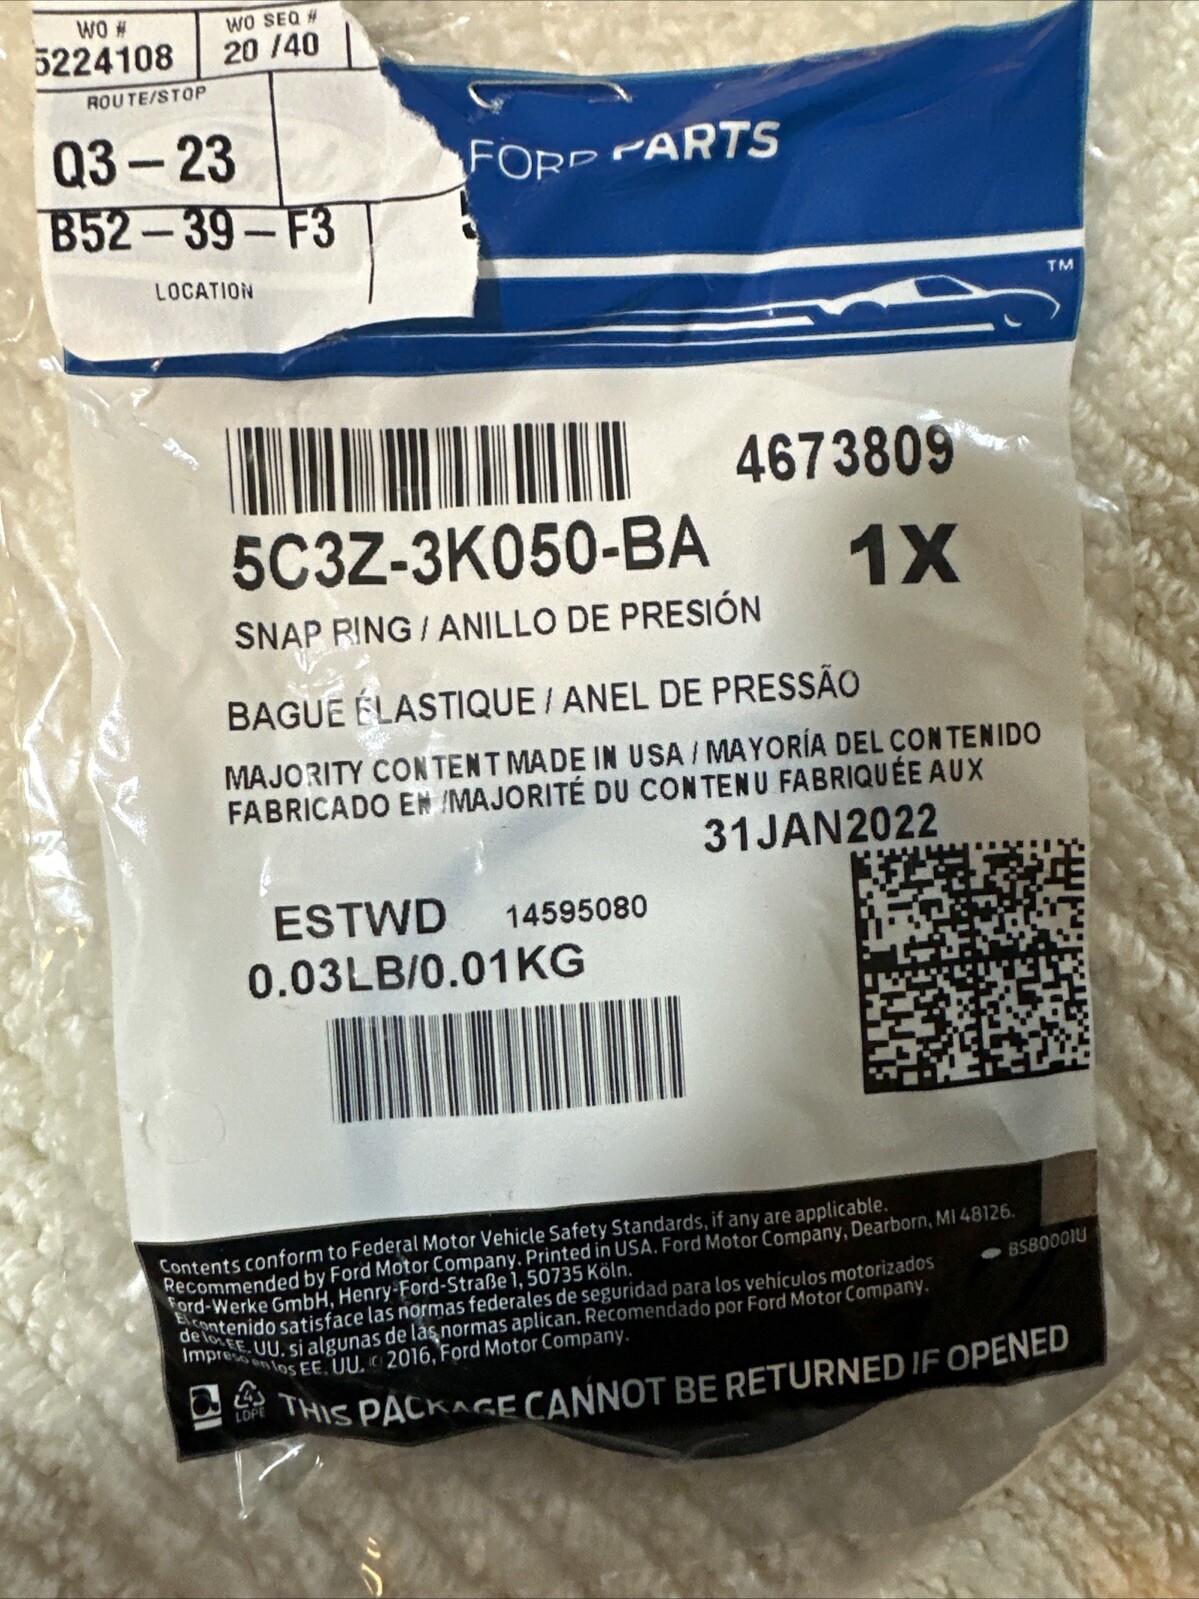 WO #
5224108
WO SEQ #
20 /40
ROUTE/STOP
Q3-23
B52-39-F3
LOCATION
FORD PARTS
TM
4673809
5C3Z-3K050-BA
1X
SNAP RING / ANILLO DE PRESIÓN
BAGUE ÉLASTIQUE / ANEL DE PRESSÃO
MAJORITY CONTENT MADE IN USA / MAYORÍA DEL CONTENIDO
FABRICADO EN /MAJORITÉ DU CONTENU FABRIQUÉE AUX
31JAN2022
ESTWD 14595080
0.03LB/0.01KG
Contents conform to Federal Motor Vehicle Safety Standards, if any are applicable.
Recommended by Ford Motor Company. Printed in USA. Ford Motor Company, Dearborn, MI 48126.
Ford-Werke GmbH, Henry-Ford-Straße 1, 50735 Köln.
El contenido satisface las normas federales de seguridad para los vehículos motorizados
de los EE. UU. si algunas de las normas aplican. Recomendado por Ford Motor Company.
Impreso en los EE. UU. © 2016, Ford Motor Company.
BSB0001U
4
LDPE
THIS PACKAGE CANNOT BE RETURNED IF OPENED